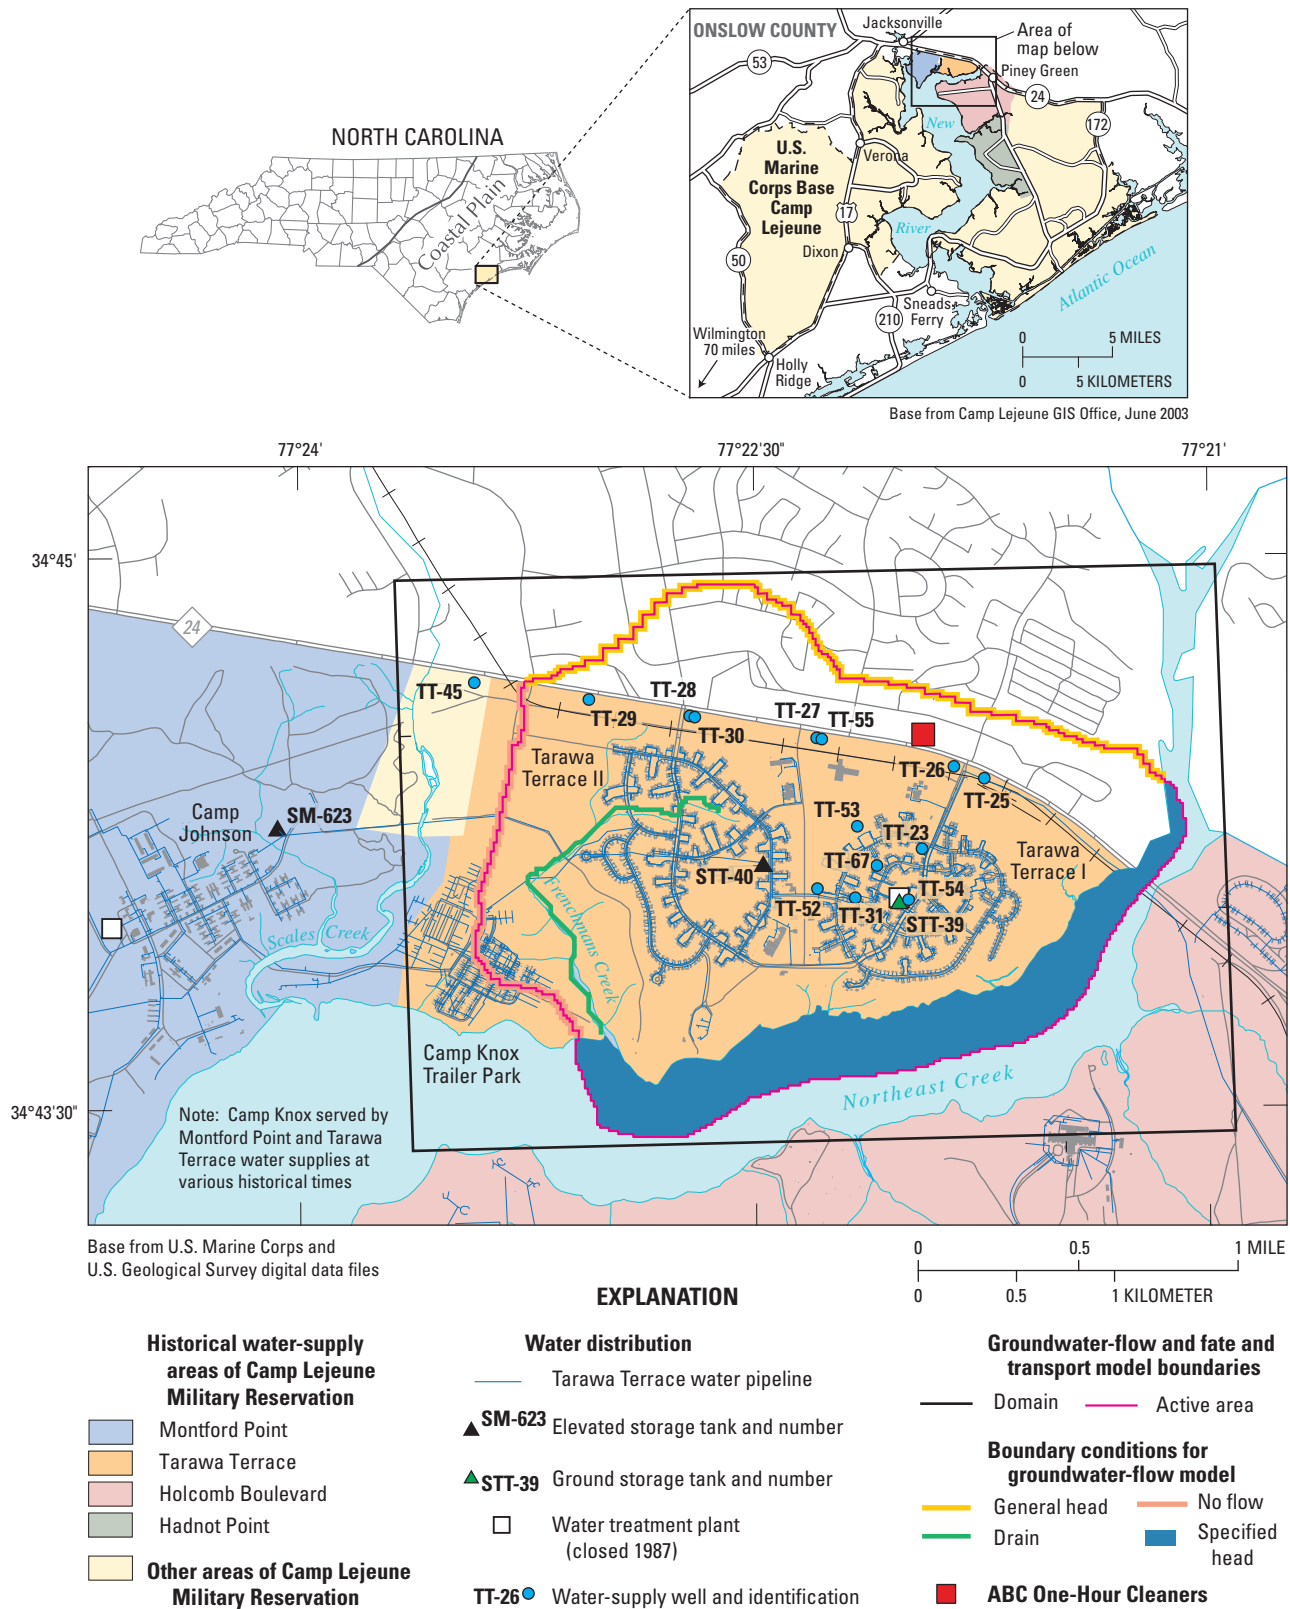 NORTH CAROLINA
Coastal Plain
ONSLOW COUNTY
Jacksonville
Area of
map below
Piney Green
53
24
172
New
Verona
U.S.
Marine
Corps Base
Camp
Lejeune
17
River
Dixon
50
Atlantic Ocean
Sneads
Ferry
210
Wilmington
70 miles
Holly
Ridge
0 5 MILES
0 5 KILOMETERS
Base from Camp Lejeune GIS Office, June 2003
77°24'
77°22'30"
77°21'
34°45'
24
TT-45
TT-28
TT-29
TT-30
TT-27
TT-55
Tarawa
Terrace II
TT-26
TT-25
Camp
Johnson
SM-623
TT-53
TT-23
Tarawa
Terrace I
TT-67
STT-40
TT-54
TT-52
TT-31
STT-39
Frenchmans Creek
Scales Creek
Camp Knox
Trailer Park
Northeast Creek
34°43'30"
Note: Camp Knox served by
Montford Point and Tarawa
Terrace water supplies at
various historical times
Base from U.S. Marine Corps and
U.S. Geological Survey digital data files
0 0.5 1 MILE
0 0.5 1 KILOMETER
EXPLANATION
Historical water-supply
areas of Camp Lejeune
Military Reservation
Montford Point
Tarawa Terrace
Holcomb Boulevard
Hadnot Point
Other areas of Camp Lejeune
Military Reservation
Water distribution
Tarawa Terrace water pipeline
SM-623 Elevated storage tank and number
STT-39 Ground storage tank and number
Water treatment plant
(closed 1987)
TT-26 Water-supply well and identification
Groundwater-flow and fate and
transport model boundaries
Domain Active area
Boundary conditions for
groundwater-flow model
General head No flow
Drain Specified
head
ABC One-Hour Cleaners